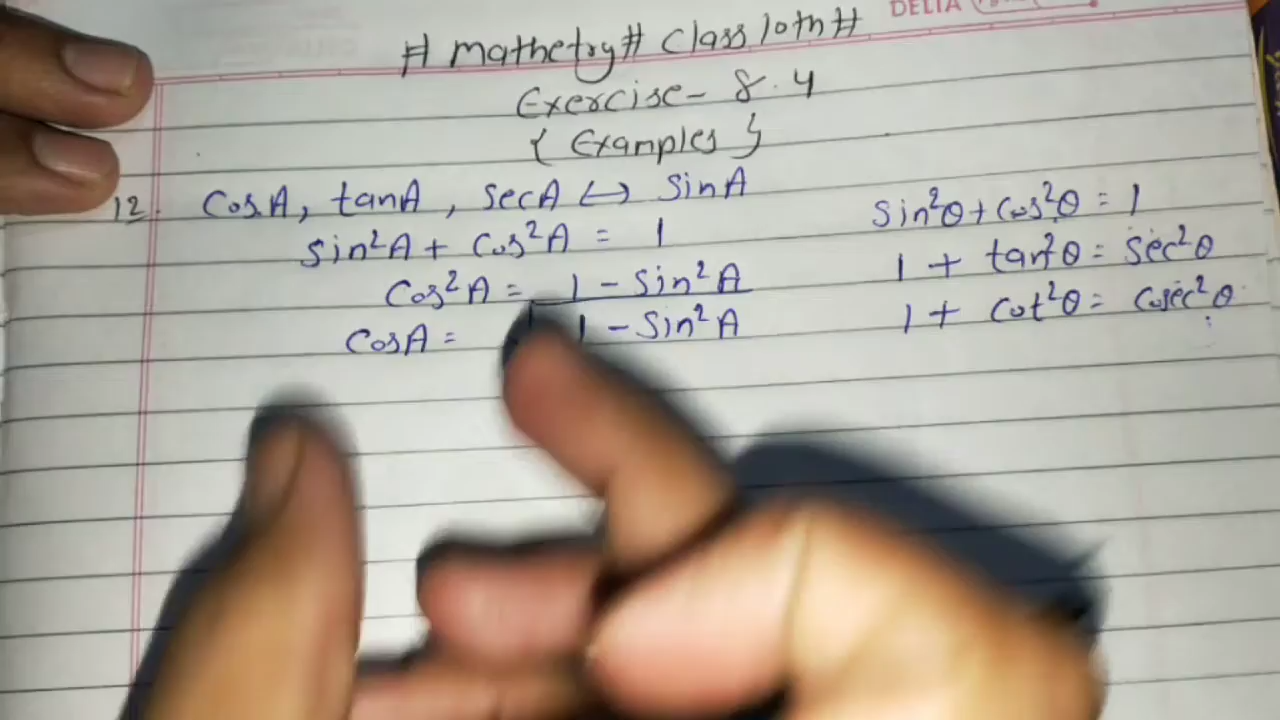 DELTA
# Mathetry# Class 10th #
Exercise- 8.4
{ Examples }
12. CosA, tanA, secA ↔ SinA
Sin²A + Cos²A = 1
Cos²A = 1 - Sin²A
CosA = √1 - Sin²A
Sin²θ + Cos²θ = 1
1 + tan²θ = Sec²θ
1 + Cot²θ = Cosec²θ